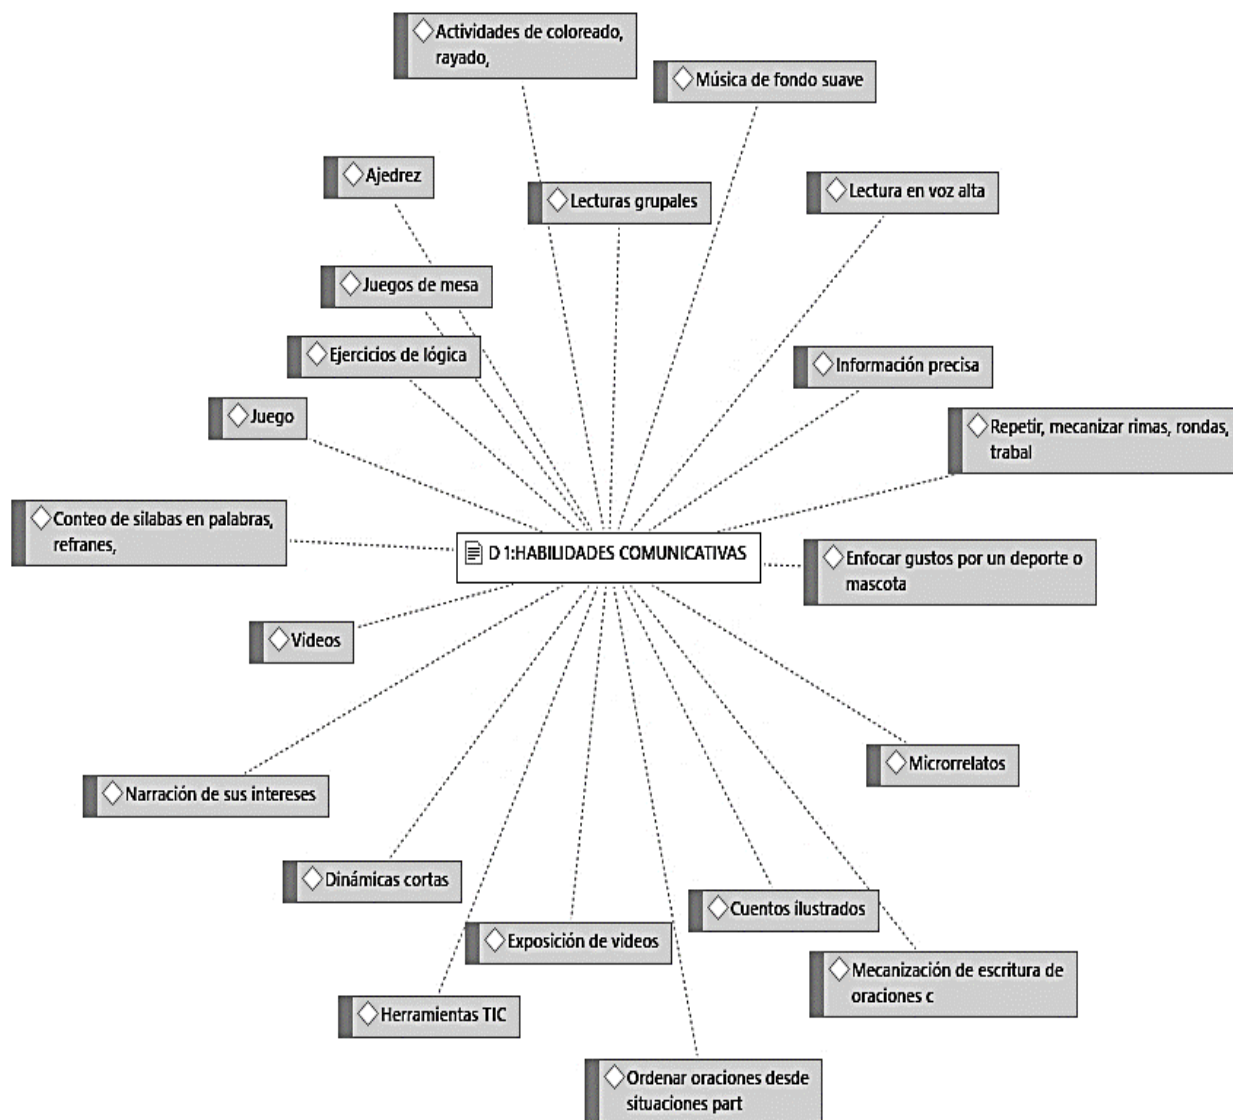 Actividades de coloreado,
rayado,
Música de fondo suave
Ajedrez
Lecturas grupales
Lectura en voz alta
Juegos de mesa
Ejercicios de lógica
Información precisa
Juego
Repetir, mecanizar rimas, rondas,
trabal
Conteo de silabas en palabras,
refranes,
D 1:HABILIDADES COMUNICATIVAS
Enfocar gustos por un deporte o
mascota
Videos
Microrrelatos
Narración de sus intereses
Dinámicas cortas
Cuentos ilustrados
Exposición de videos
Mecanización de escritura de
oraciones c
Herramientas TIC
Ordenar oraciones desde
situaciones part